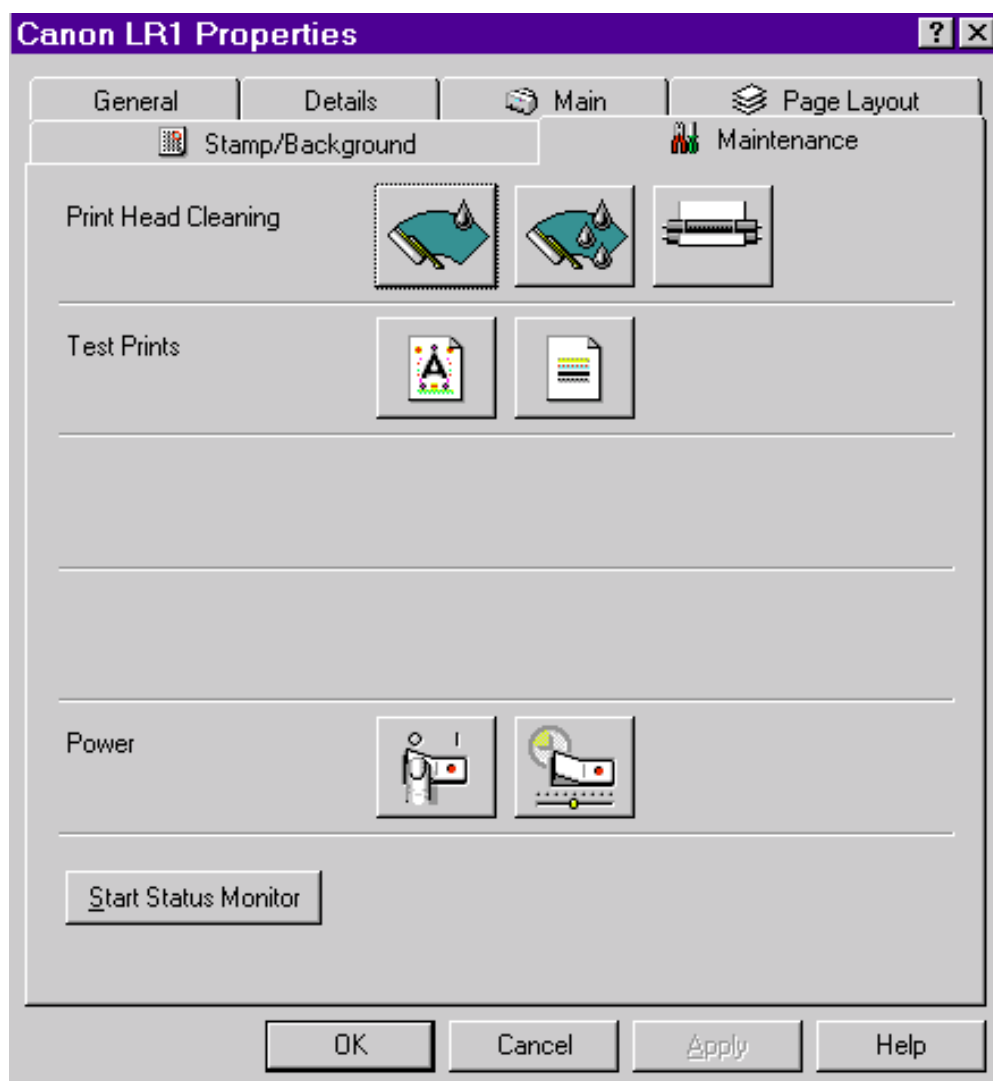 Canon LR1 Properties
General Details Main Page Layout
Stamp/Background Maintenance
Print Head Cleaning
Test Prints
Power
Start Status Monitor
OK Cancel Apply Help